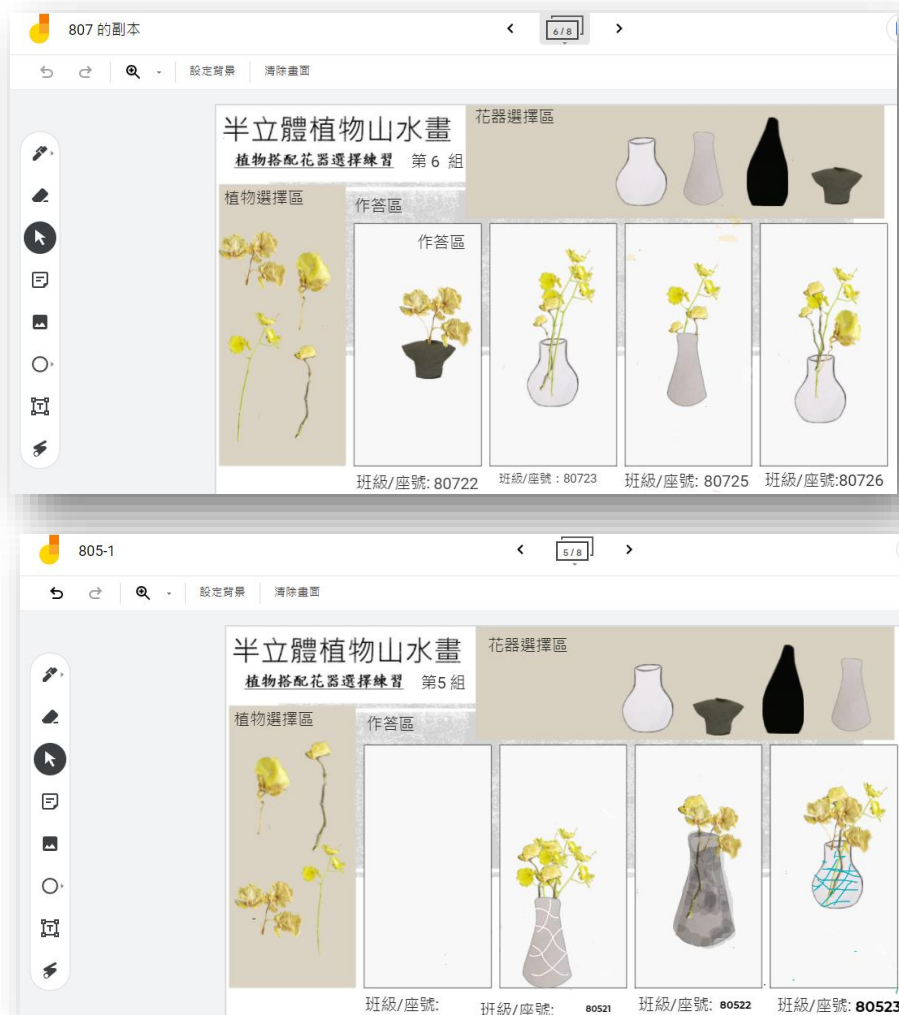 807 的副本
6 / 8
設定背景
清除畫面
半立體植物山水畫
植物搭配花器選擇練習 第 6 組
花器選擇區
植物選擇區
作答區
作答區
班級/座號: 80722
班級/座號：80723
班級/座號: 80725
班級/座號:80726
805-1
5 / 8
設定背景
清除畫面
半立體植物山水畫
植物搭配花器選擇練習 第5 組
花器選擇區
植物選擇區
作答區
班級/座號:
班級/座號: 80521
班級/座號: 80522
班級/座號: 80523